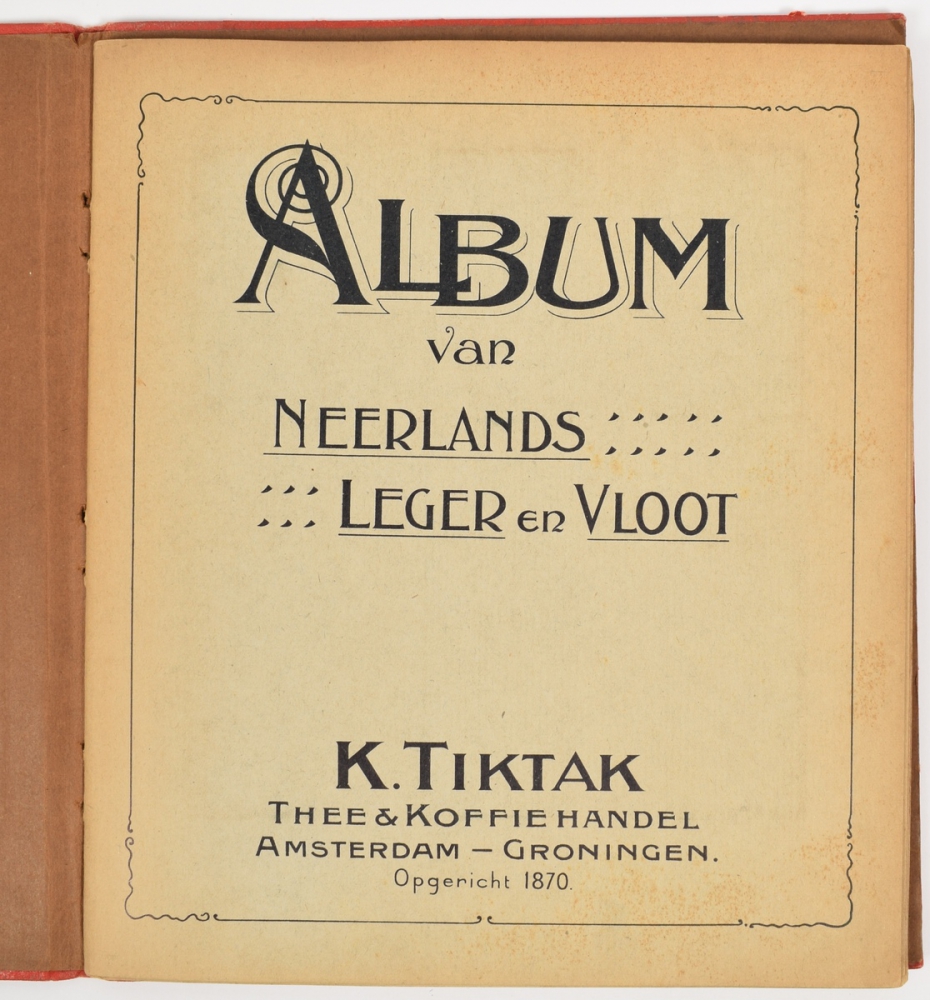 ALBUM
van
NEERLANDS
LEGER en VLOOT
K. TIKTAK
THEE & KOFFIEHANDEL
AMSTERDAM – GRONINGEN.
Opgericht 1870.